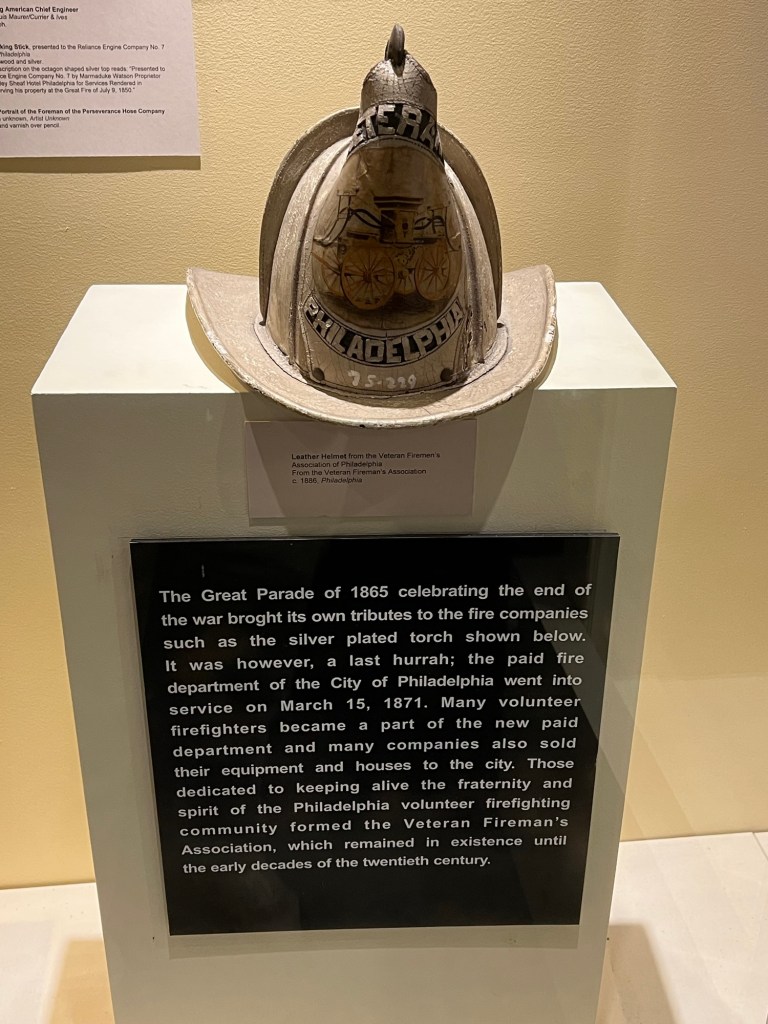 g American Chief Engineer
uis Maurer/Currier & Ives
ph.
king Stick, presented to the Reliance Engine Company No. 7
Philadelphia
wood and silver
scription on the octagon shaped silver top reads: "Presented to
ce Engine Company No. 7 by Marmaduke Watson Proprietor
ley Sheaf Hotel Philadelphia for Services Rendered in
rving his property at the Great Fire of July 9, 1850."
Portrait of the Foreman of the Perseverance Hose Company
unknown, Artist Unknown
and varnish over pencil.
VETERAN
PHILADELPHIA
75-229
Leather Helmet from the Veteran Firemen's
Association of Philadelphia
From the Veteran Fireman's Association
c. 1886. Philadelphia
The Great Parade of 1865 celebrating the end of
the war broght its own tributes to the fire companies
such as the silver plated torch shown below.
It was however, a last hurrah; the paid fire
department of the City of Philadelphia went into
service on March 15, 1871. Many volunteer
firefighters became a part of the new paid
department and many companies also sold
their equipment and houses to the city. Those
dedicated to keeping alive the fraternity and
spirit of the Philadelphia volunteer firefighting
community formed the Veteran Fireman's
Association, which remained in existence until
the early decades of the twentieth century.